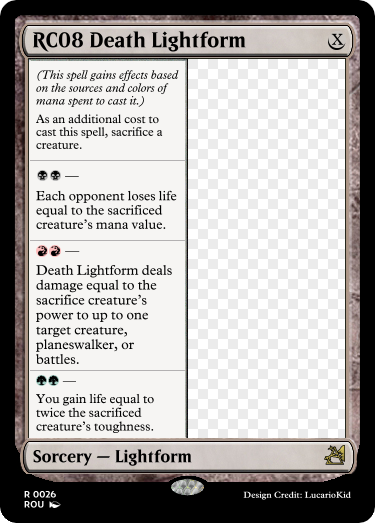 RC08 Death Lightform
X
(This spell gains effects based
on the sources and colors of
mana spent to cast it.)
As an additional cost to
cast this spell, sacrifice a
creature.
—
Each opponent loses life
equal to the sacrificed
creature's mana value.
—
Death Lightform deals
damage equal to the
sacrifice creature's
power to up to one
target creature,
planeswalker, or
battles.
—
You gain life equal to
twice the sacrificed
creature's toughness.
Sorcery — Lightform
R 0026
ROU
Design Credit: LucarioKid